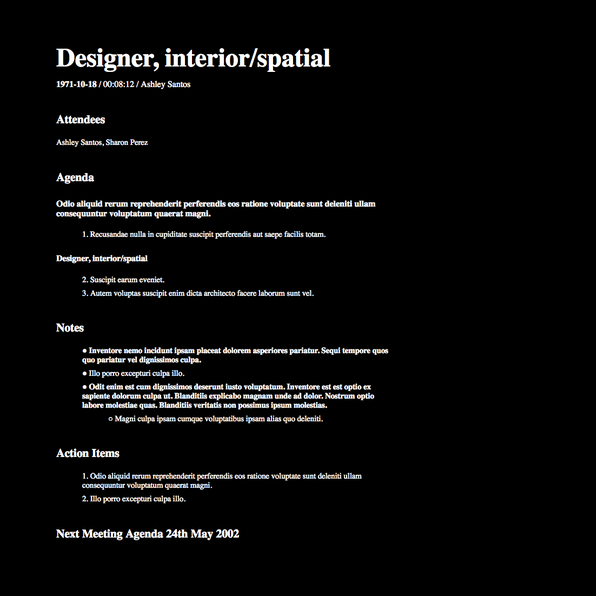 Designer, interior/spatial
1971-10-18 / 00:08:12 / Ashley Santos
Attendees
Ashley Santos, Sharon Perez
Agenda
Odio aliquid rerum reprehenderit perferendis eos ratione voluptate sunt deleniti ullam
consequuntur voluptatum quaerat magni.
1. Recusandae nulla in cupiditate suscipit perferendis aut saepe facilis totam.
Designer, interior/spatial
2. Suscipit earum eveniet.
3. Autem voluptas suscipit enim dicta architecto facere laborum sunt vel.
Notes
● Inventore nemo incidunt ipsam placeat dolorem asperiores pariatur. Sequi tempore quos
quo pariatur vel dignissimos culpa.
● Illo porro excepturi culpa illo.
● Odit enim est cum dignissimos deserunt iusto voluptatum. Inventore est est optio ex
sapiente dolorum culpa ut. Blanditiis explicabo magnam unde ad dolor. Nostrum optio
labore molestiae quas. Blanditiis veritatis non possimus ipsum molestias.
○ Magni culpa ipsam cumque voluptatibus ipsam alias quo deleniti.
Action Items
1. Odio aliquid rerum reprehenderit perferendis eos ratione voluptate sunt deleniti ullam
consequuntur voluptatum quaerat magni.
2. Illo porro excepturi culpa illo.
Next Meeting Agenda 24th May 2002